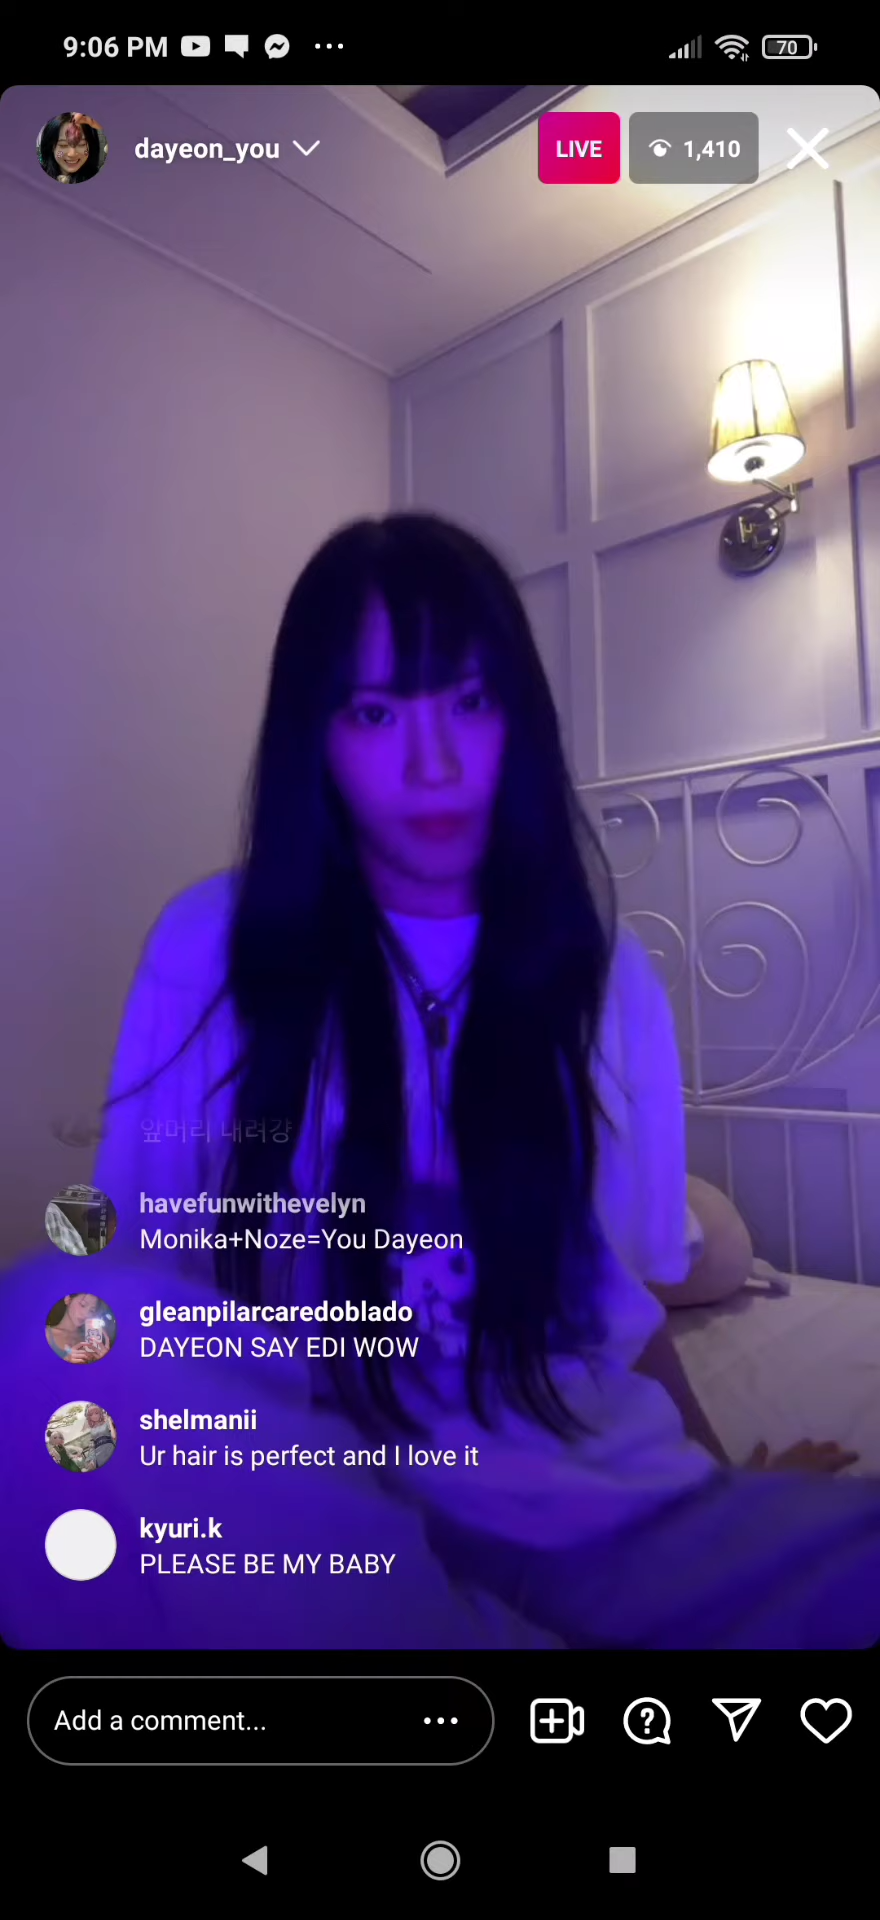 9:06 PM
70
dayeon_you
LIVE
1,410
앞머리 내려걍
havefunwithevelyn
Monika+Noze=You Dayeon
gleanpilarcaredoblado
DAYEON SAY EDI WOW
shelmanii
Ur hair is perfect and I love it
kyuri.k
PLEASE BE MY BABY
Add a comment...